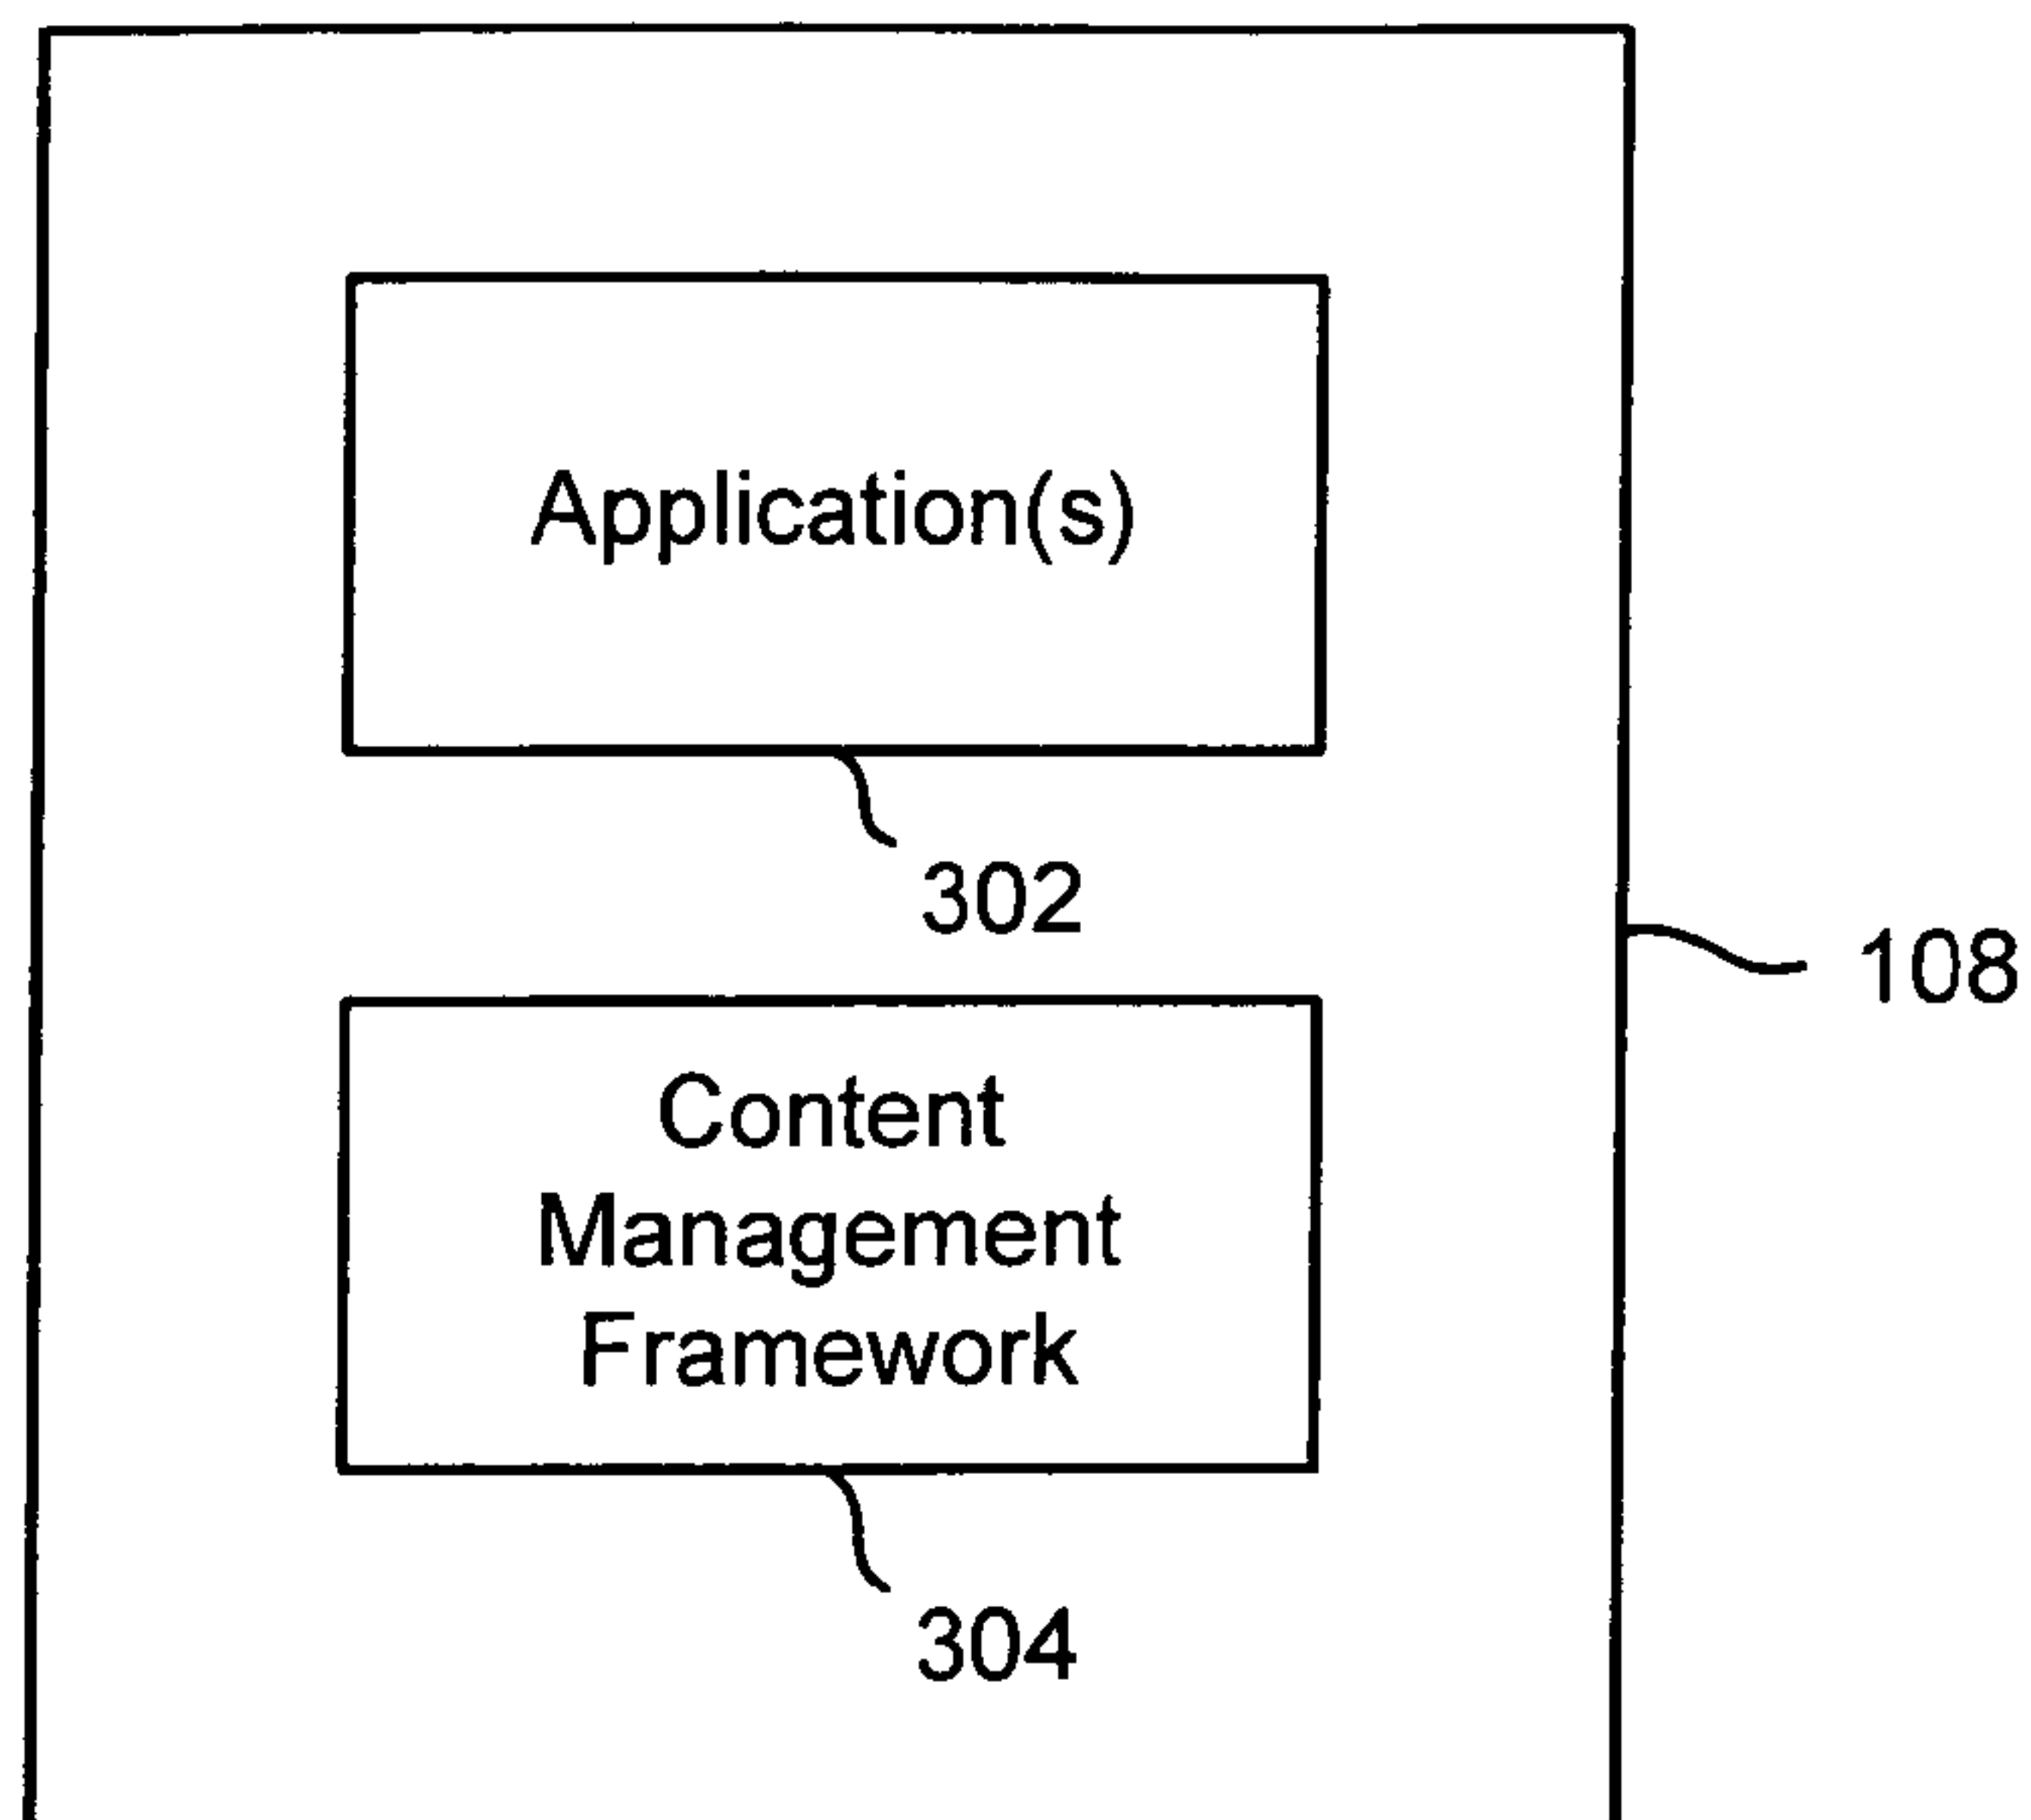 Application(s)
302
108
Content
Management
Framework
304